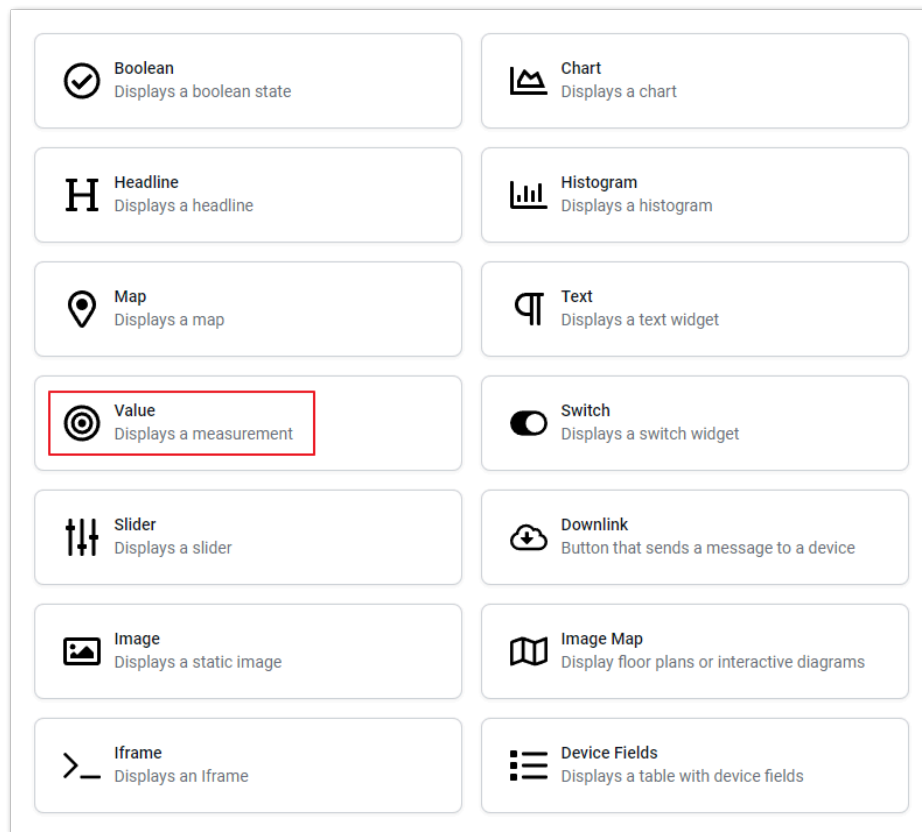 Boolean
Displays a boolean state
Chart
Displays a chart
Headline
Displays a headline
Histogram
Displays a histogram
Map
Displays a map
Text
Displays a text widget
Value
Displays a measurement
Switch
Displays a switch widget
Slider
Displays a slider
Downlink
Button that sends a message to a device
Image
Displays a static image
Image Map
Display floor plans or interactive diagrams
Iframe
Displays an Iframe
Device Fields
Displays a table with device fields